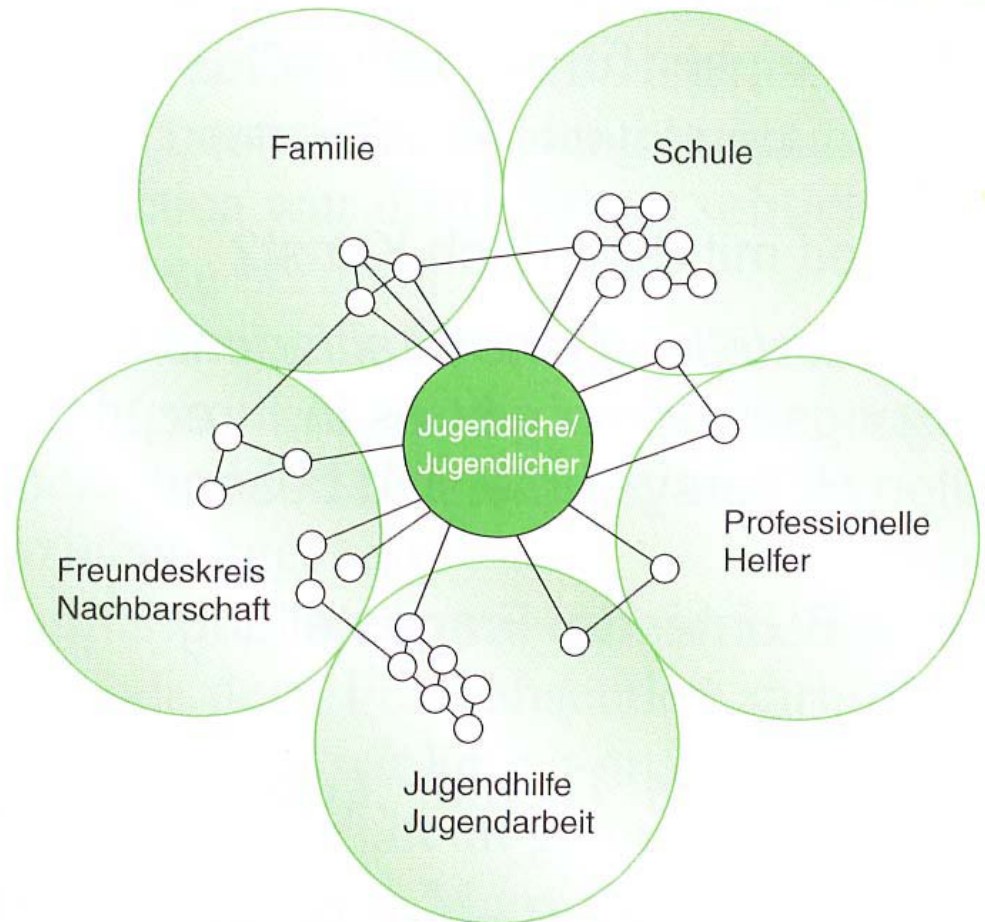 Familie
Schule
Jugendliche/
Jugendlicher
Professionelle
Helfer
Freundeskreis
Nachbarschaft
Jugendhilfe
Jugendarbeit